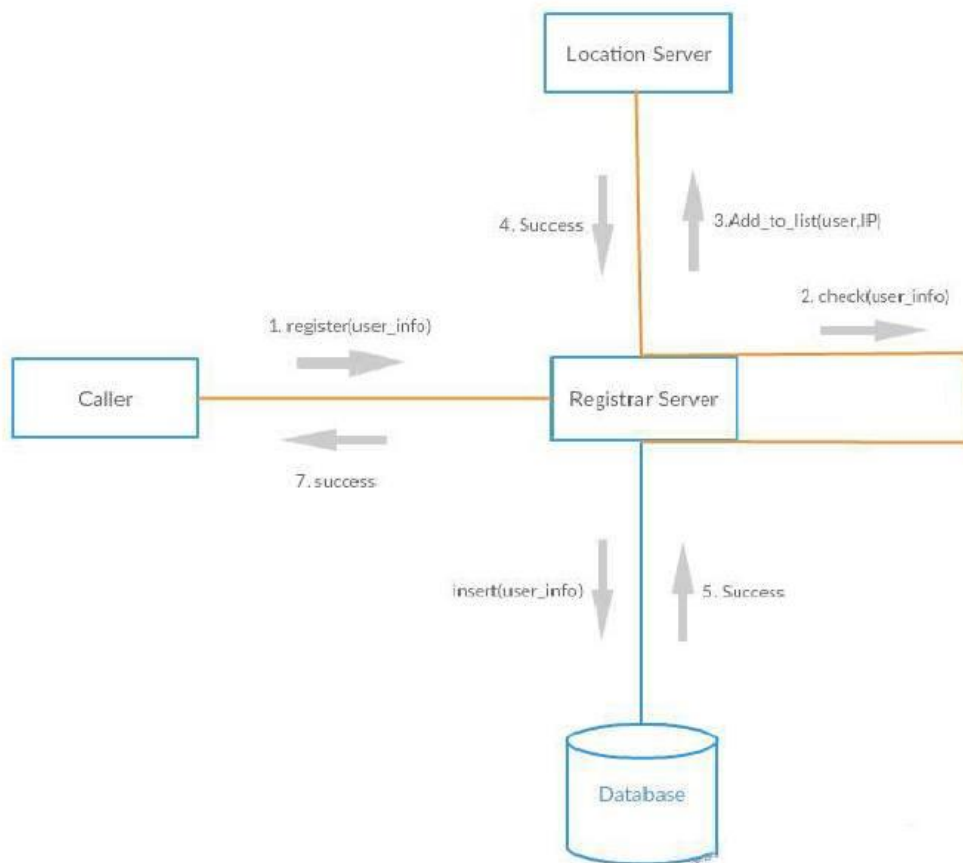 Location Server
4. Success
3.Add_to_list(user,IP)
2. check(user_info)
1. register(user_info)
Caller
Registrar Server
7. success
insert(user_info)
5. Success
Database